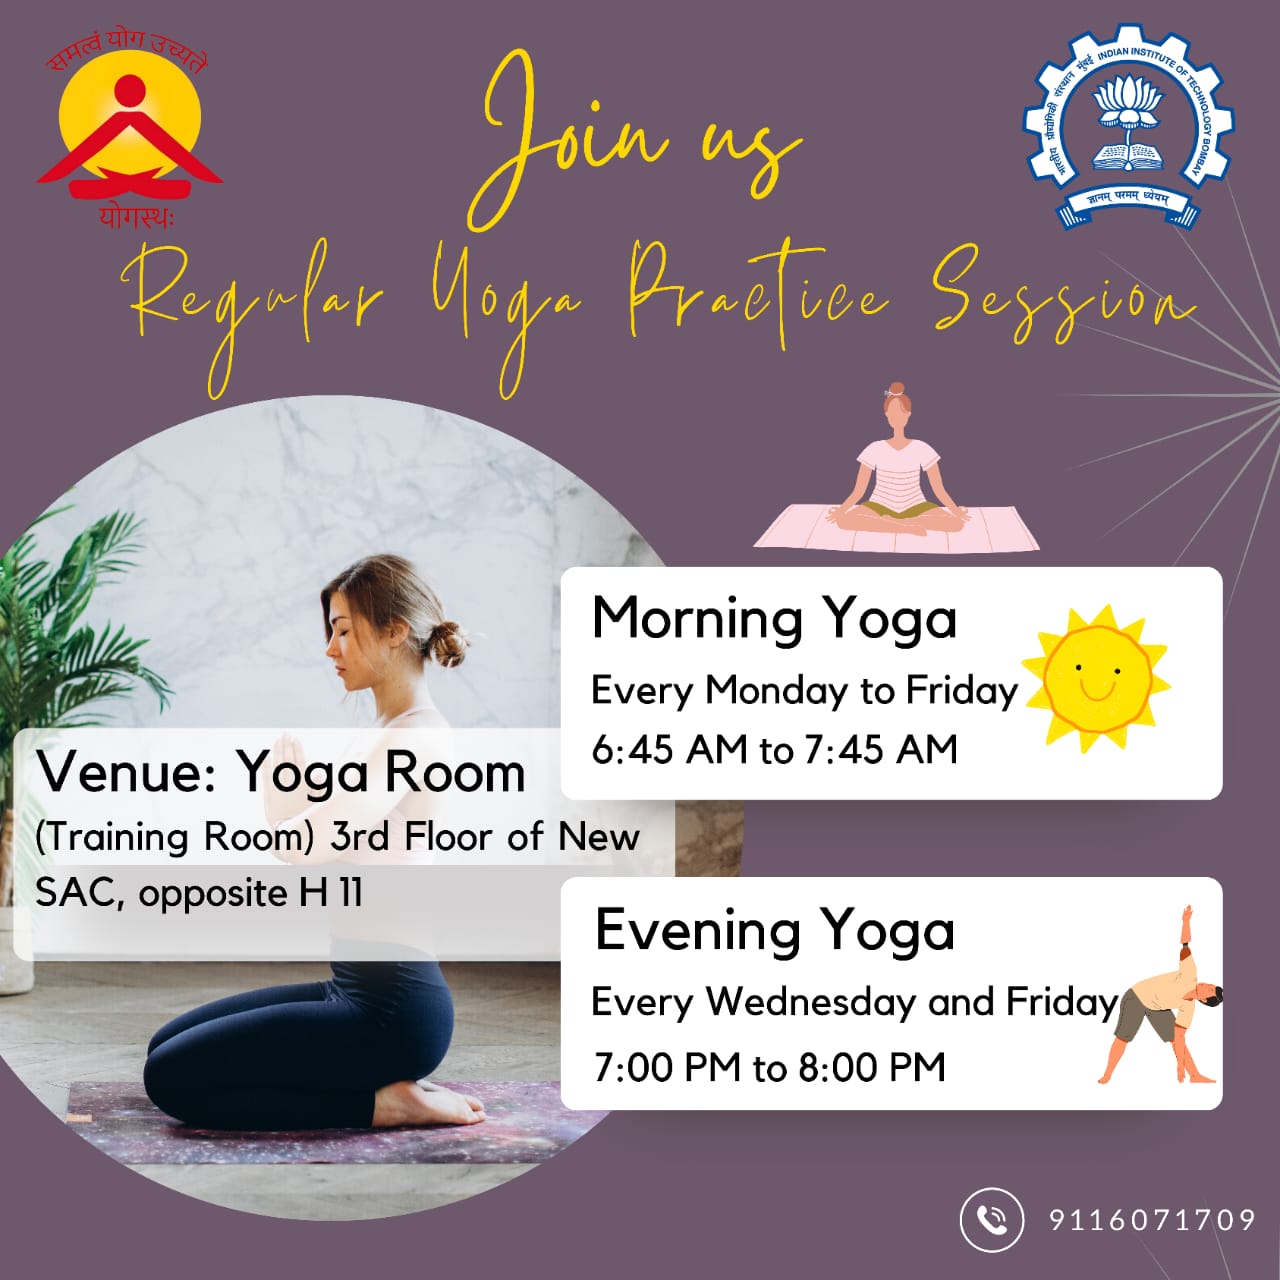 समत्वं योग उच्यते
योगस्थः
भारतीय प्रौद्योगिकी संस्थान मुंबई
INDIAN INSTITUTE OF TECHNOLOGY BOMBAY
ज्ञानम् परमम् ध्येयम्
Join us
Regular Yoga Practice Session
Morning Yoga
Every Monday to Friday
6:45 AM to 7:45 AM
Venue: Yoga Room
(Training Room) 3rd Floor of New
SAC, opposite H 11
Evening Yoga
Every Wednesday and Friday
7:00 PM to 8:00 PM
9116071709